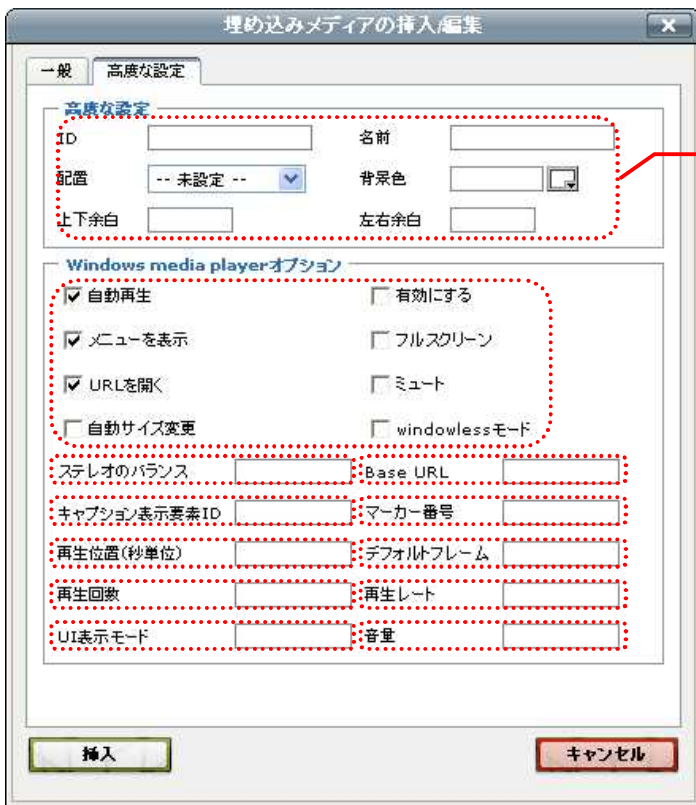 埋め込みメディアの挿入/編集
一般 高度な設定
高度な設定
ID 名前
配置 -- 未設定 -- 背景色
上下余白 左右余白
Windows media playerオプション
自動再生 有効にする
メニューを表示 フルスクリーン
URLを開く ミュート
自動サイズ変更 windowlessモード
ステレオのバランス Base URL
キャプション表示要素ID マーカー番号
再生位置(秒単位) デフォルトフレーム
再生回数 再生レート
UI表示モード 音量
挿入 キャンセル